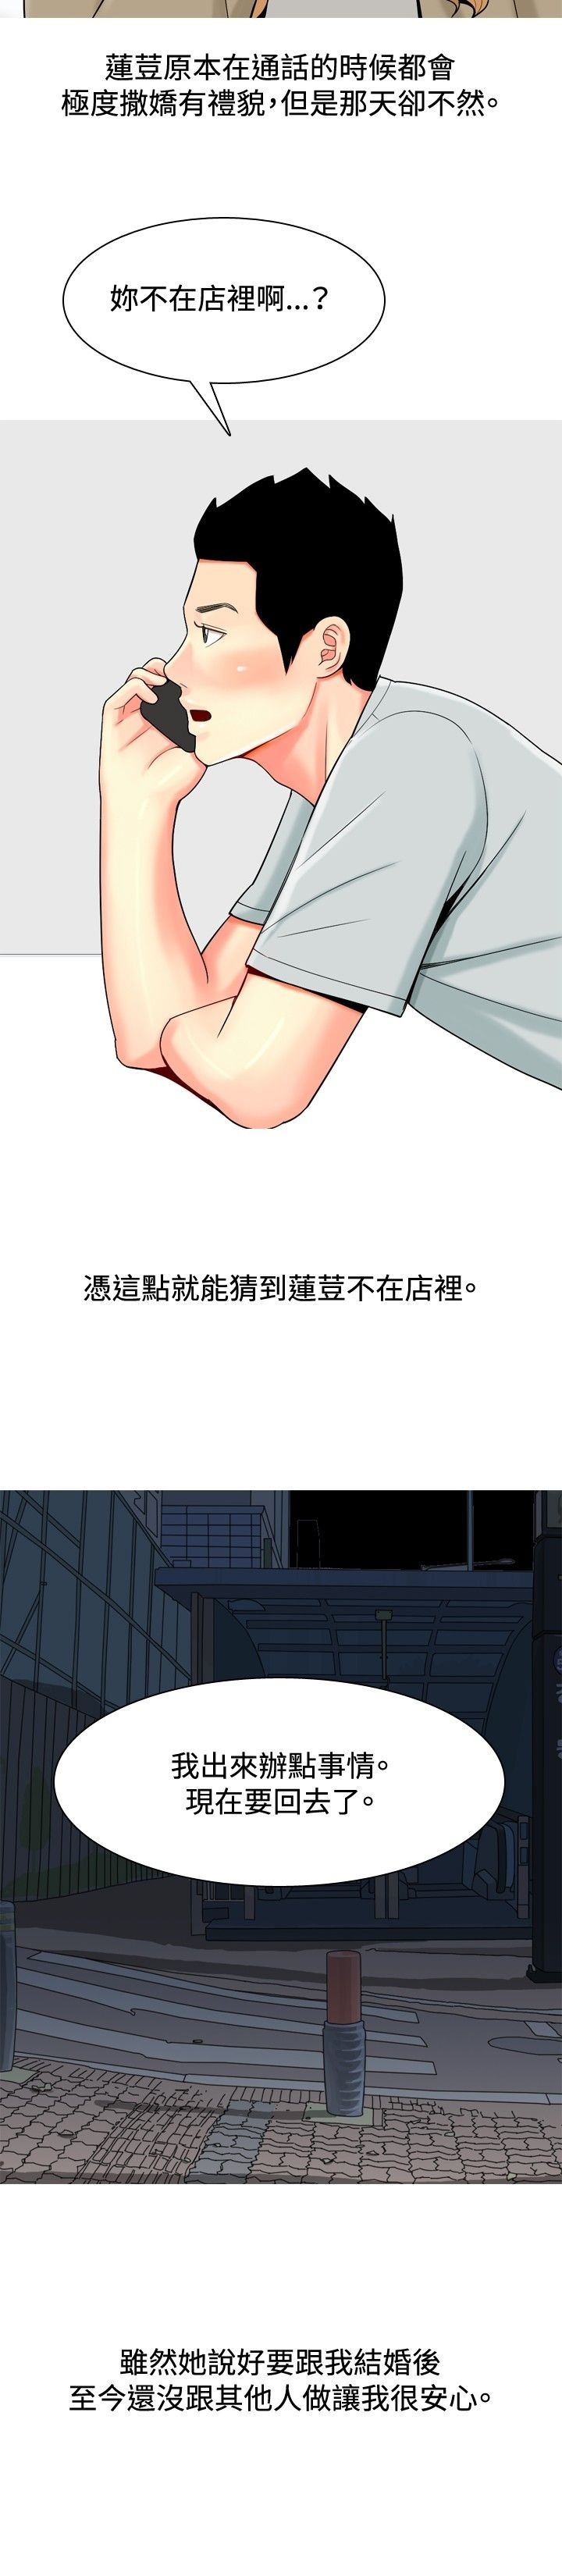 蓮荳原本在通話的時候都會
極度撒嬌有禮貌，但是那天卻不然。
妳不在店裡啊...？
憑這點就能猜到蓮荳不在店裡。
我出來辦點事情。
現在要回去了。
雖然她說好要跟我結婚後
至今還沒跟其他人做讓我很安心。